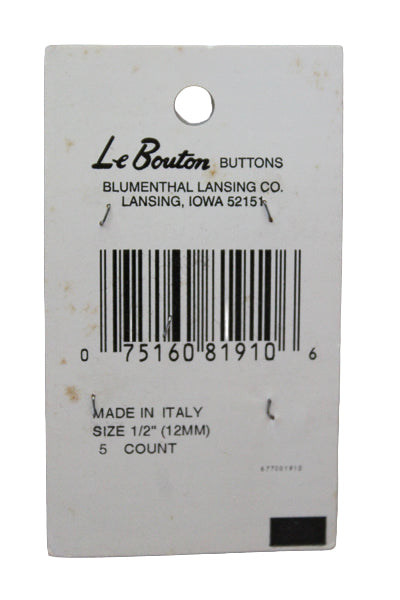 Le Bouton BUTTONS
BLUMENTHAL LANSING CO.
LANSING, IOWA 52151
0 75160 81910 6
MADE IN ITALY
SIZE 1/2" (12MM)
5 COUNT
677001910